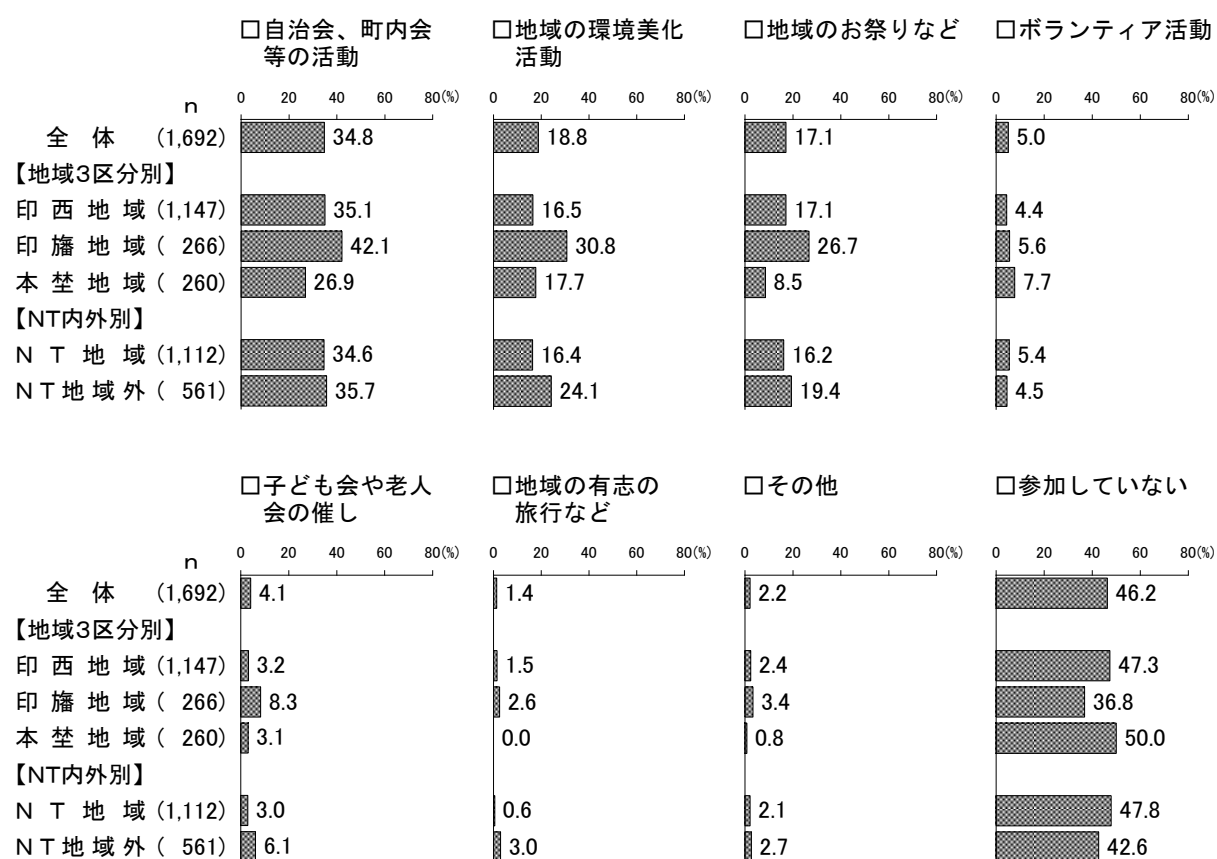 □自治会、町内会 □地域の環境美化 □地域のお祭りなど □ボランティア活動
等の活動 活動
n 0 20 40 60 80(%) 0 20 40 60 80(%) 0 20 40 60 80(%) 0 20 40 60 80(%)
全体 (1,692) 34.8 18.8 17.1 5.0
【地域3区分別】
印西地域 (1,147) 35.1 16.5 17.1 4.4
印旛地域 ( 266) 42.1 30.8 26.7 5.6
本埜地域 ( 260) 26.9 17.7 8.5 7.7
【NT内外別】
NT地域 (1,112) 34.6 16.4 16.2 5.4
NT地域外 ( 561) 35.7 24.1 19.4 4.5
□子ども会や老人 □地域の有志の □その他 □参加していない
会の催し 旅行など
n 0 20 40 60 80(%) 0 20 40 60 80(%) 0 20 40 60 80(%) 0 20 40 60 80(%)
全体 (1,692) 4.1 1.4 2.2 46.2
【地域3区分別】
印西地域 (1,147) 3.2 1.5 2.4 47.3
印旛地域 ( 266) 8.3 2.6 3.4 36.8
本埜地域 ( 260) 3.1 0.0 0.8 50.0
【NT内外別】
NT地域 (1,112) 3.0 0.6 2.1 47.8
NT地域外 ( 561) 6.1 3.0 2.7 42.6